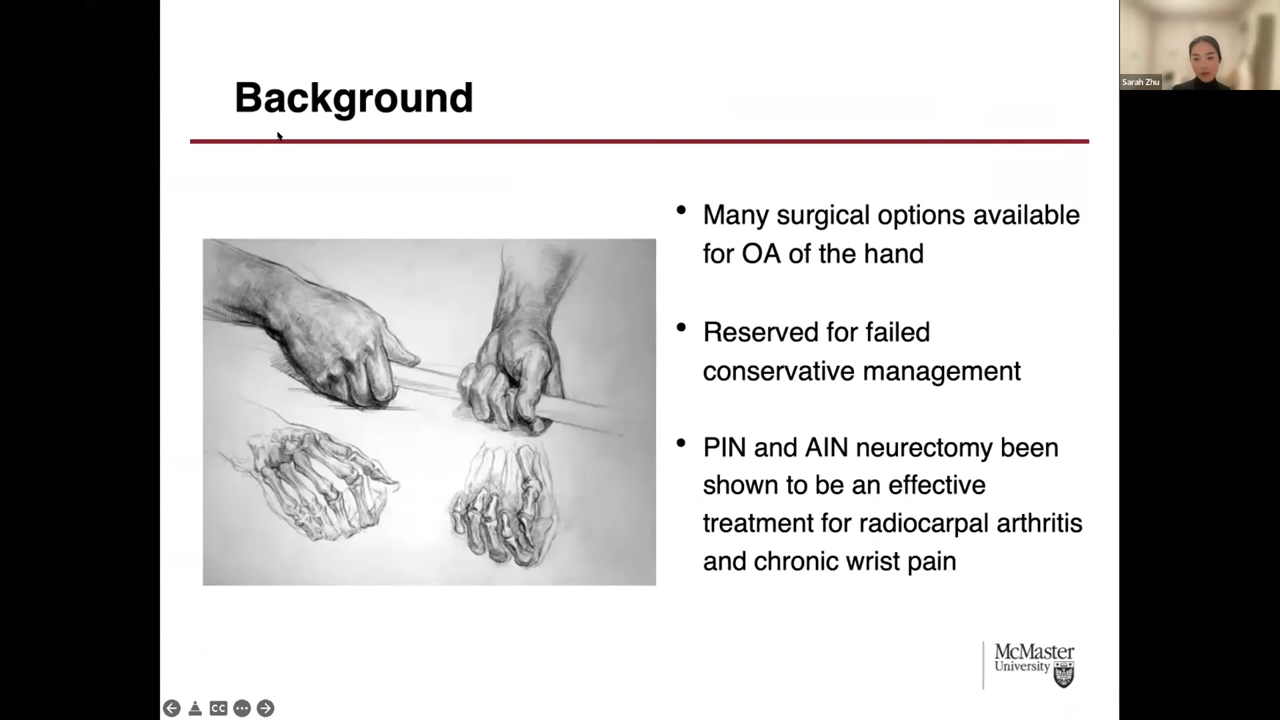 Background
Many surgical options available
for OA of the hand
Reserved for failed
conservative management
PIN and AIN neurectomy been
shown to be an effective
treatment for radiocarpal arthritis
and chronic wrist pain
McMaster
University
Sarah Zhu
CC